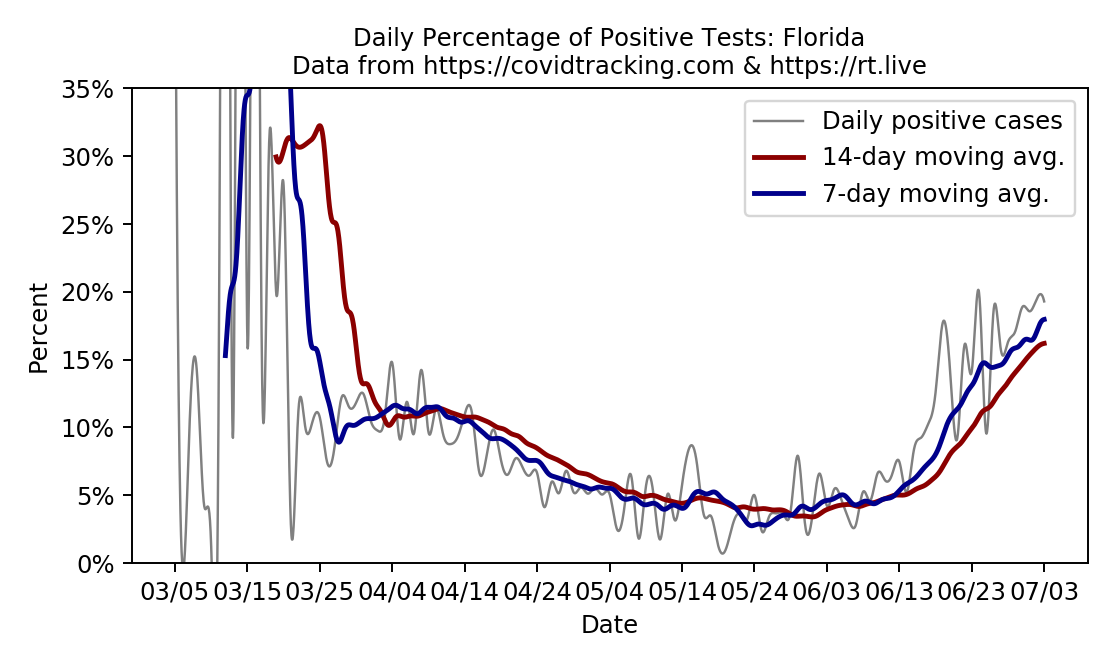 Daily Percentage of Positive Tests: Florida
Data from https://covidtracking.com & https://rt.live
35%
30%
25%
20%
15%
10%
5%
0%
Percent
Daily positive cases
14-day moving avg.
7-day moving avg.
03/05 03/15 03/25 04/04 04/14 04/24 05/04 05/14 05/24 06/03 06/13 06/23 07/03
Date